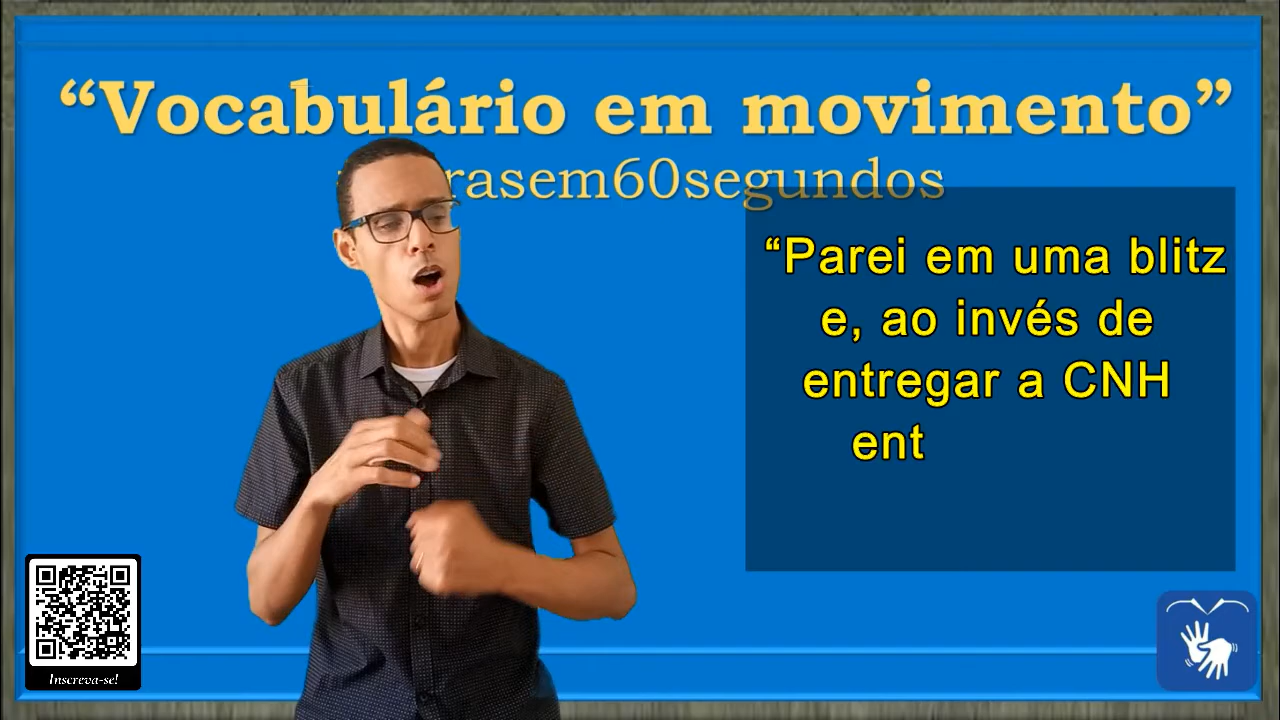 “Vocabulário em movimento”
rasem60segundos
“Parei em uma blitz
e, ao invés de
entregar a CNH
ent
Inscreva-se!